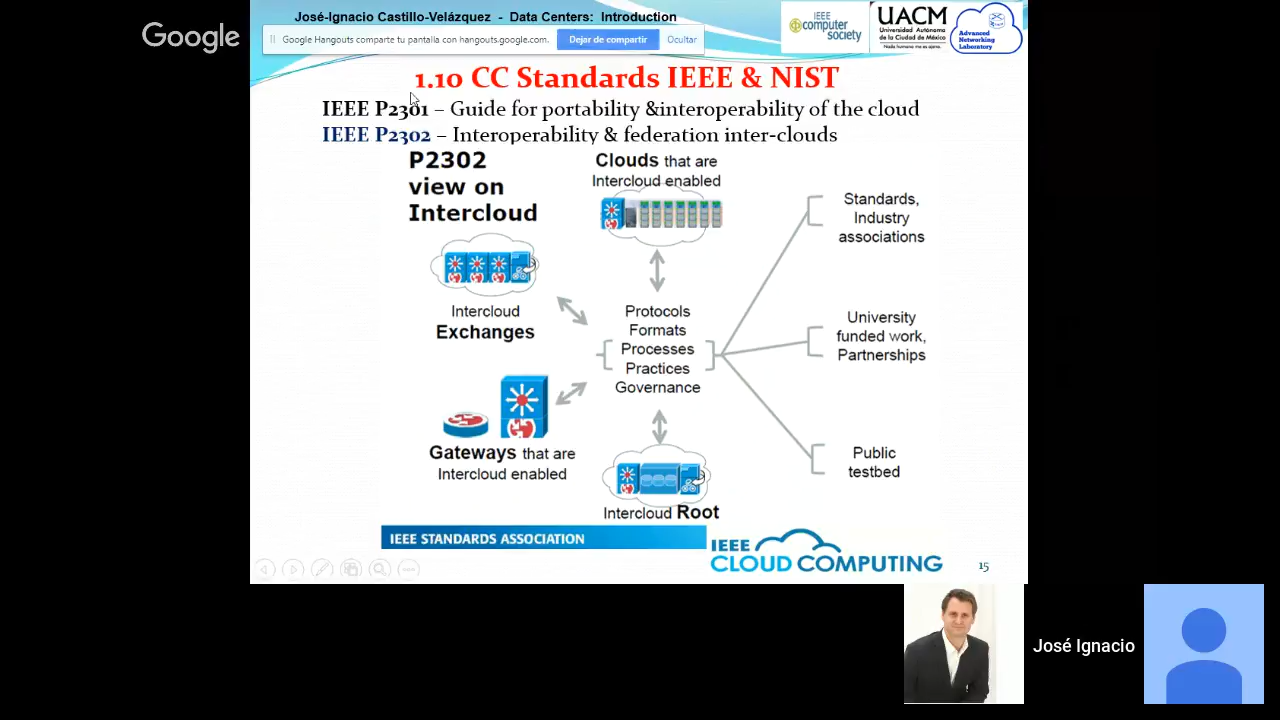 Google
José-Ignacio Castillo-Velázquez - Data Centers: Introduction
Google Hangouts comparte tu pantalla con hangouts.google.com.
Dejar de compartir
Ocultar
IEEE
computer
society
UACM
Universidad Autónoma
de la Ciudad de México
Nada humano me es ajeno
Advanced
Networking
Laboratory
1.10 CC Standards IEEE & NIST
IEEE P2301 – Guide for portability &interoperability of the cloud
IEEE P2302 – Interoperability & federation inter-clouds
P2302
view on
Intercloud
Clouds that are
Intercloud enabled
Standards,
Industry
associations
Intercloud
Exchanges
Protocols
Formats
Processes
Practices
Governance
University
funded work,
Partnerships
Gateways that are
Intercloud enabled
Public
testbed
Intercloud Root
IEEE STANDARDS ASSOCIATION
IEEE
CLOUD COMPUTING
15
José Ignacio